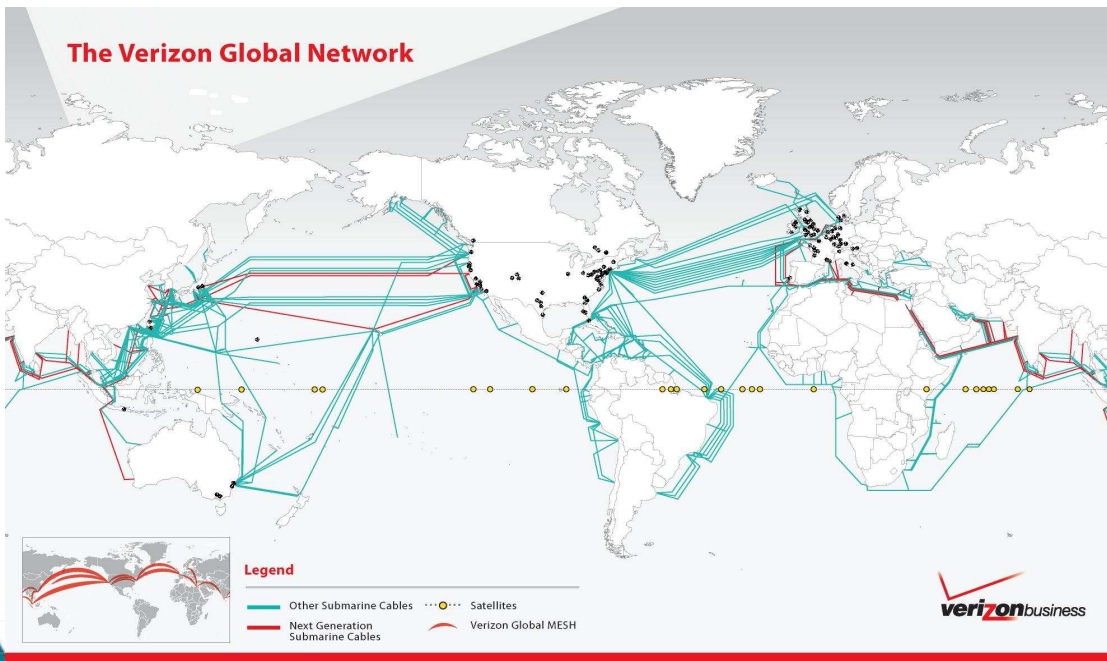 The Verizon Global Network
Legend
Other Submarine Cables
Satellites
Next Generation
Submarine Cables
Verizon Global MESH
verizonbusiness